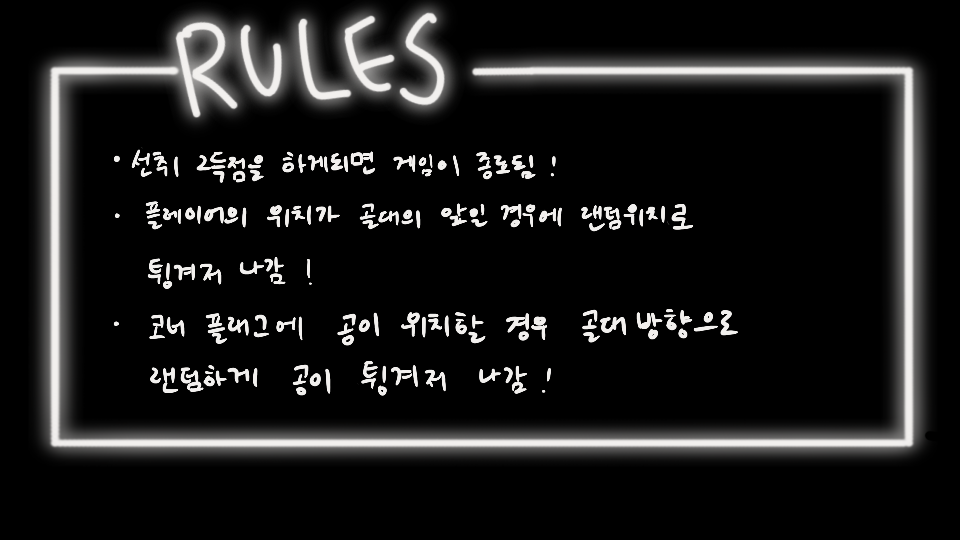 RULES
• 선취 2득점을 하게되면 게임이 종료됨 !
• 플레이어의 위치가 골대의 앞일 경우에 랜덤위치로
튕겨져 나감 !
• 코너 플래그에 공이 위치할 경우 골대 방향으로
랜덤하게 공이 튕겨져 나감 !